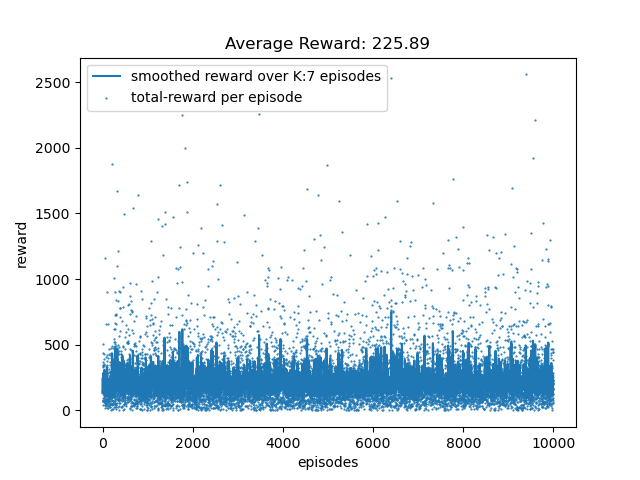 Average Reward: 225.89
smoothed reward over K:7 episodes
total-reward per episode
2500
2000
1500
1000
500
0
reward
0 2000 4000 6000 8000 10000
episodes